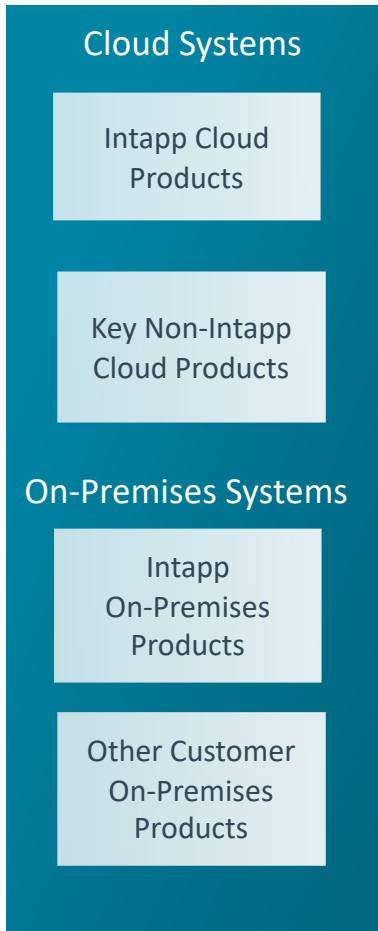 Cloud Systems
Intapp Cloud
Products
Key Non-Intapp
Cloud Products
On-Premises Systems
Intapp
On-Premises
Products
Other Customer
On-Premises
Products